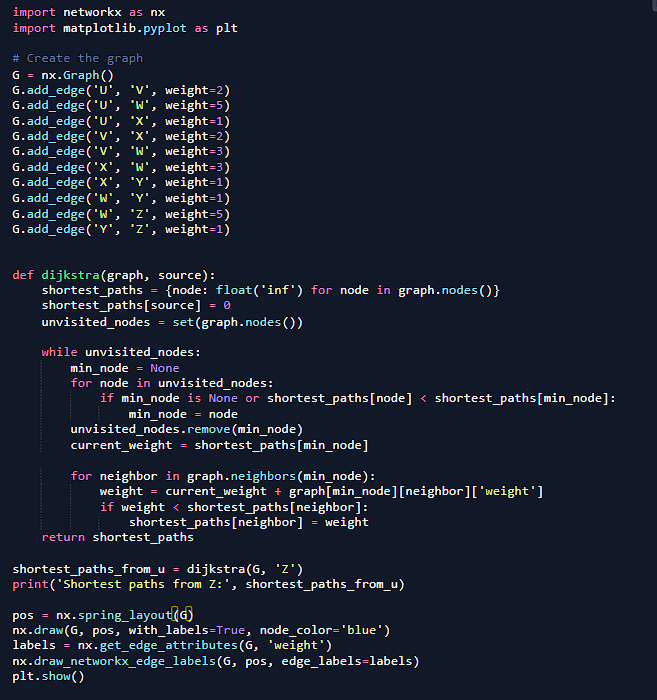 import networkx as nx
import matplotlib.pyplot as plt
# Create the graph
G = nx.Graph()
G.add_edge('U', 'V', weight=2)
G.add_edge('U', 'W', weight=5)
G.add_edge('U', 'X', weight=1)
G.add_edge('V', 'X', weight=2)
G.add_edge('V', 'W', weight=3)
G.add_edge('X', 'W', weight=3)
G.add_edge('X', 'Y', weight=1)
G.add_edge('W', 'Y', weight=1)
G.add_edge('W', 'Z', weight=5)
G.add_edge('Y', 'Z', weight=1)
def dijkstra(graph, source):
    shortest_paths = {node: float('inf') for node in graph.nodes()}
    shortest_paths[source] = 0
    unvisited_nodes = set(graph.nodes())
    while unvisited_nodes:
        min_node = None
        for node in unvisited_nodes:
            if min_node is None or shortest_paths[node] < shortest_paths[min_node]:
                min_node = node
        unvisited_nodes.remove(min_node)
        current_weight = shortest_paths[min_node]
        for neighbor in graph.neighbors(min_node):
            weight = current_weight + graph[min_node][neighbor]['weight']
            if weight < shortest_paths[neighbor]:
                shortest_paths[neighbor] = weight
    return shortest_paths
shortest_paths_from_u = dijkstra(G, 'Z')
print('Shortest paths from Z:', shortest_paths_from_u)
pos = nx.spring_layout(G)
nx.draw(G, pos, with_labels=True, node_color='blue')
labels = nx.get_edge_attributes(G, 'weight')
nx.draw_networkx_edge_labels(G, pos, edge_labels=labels)
plt.show()